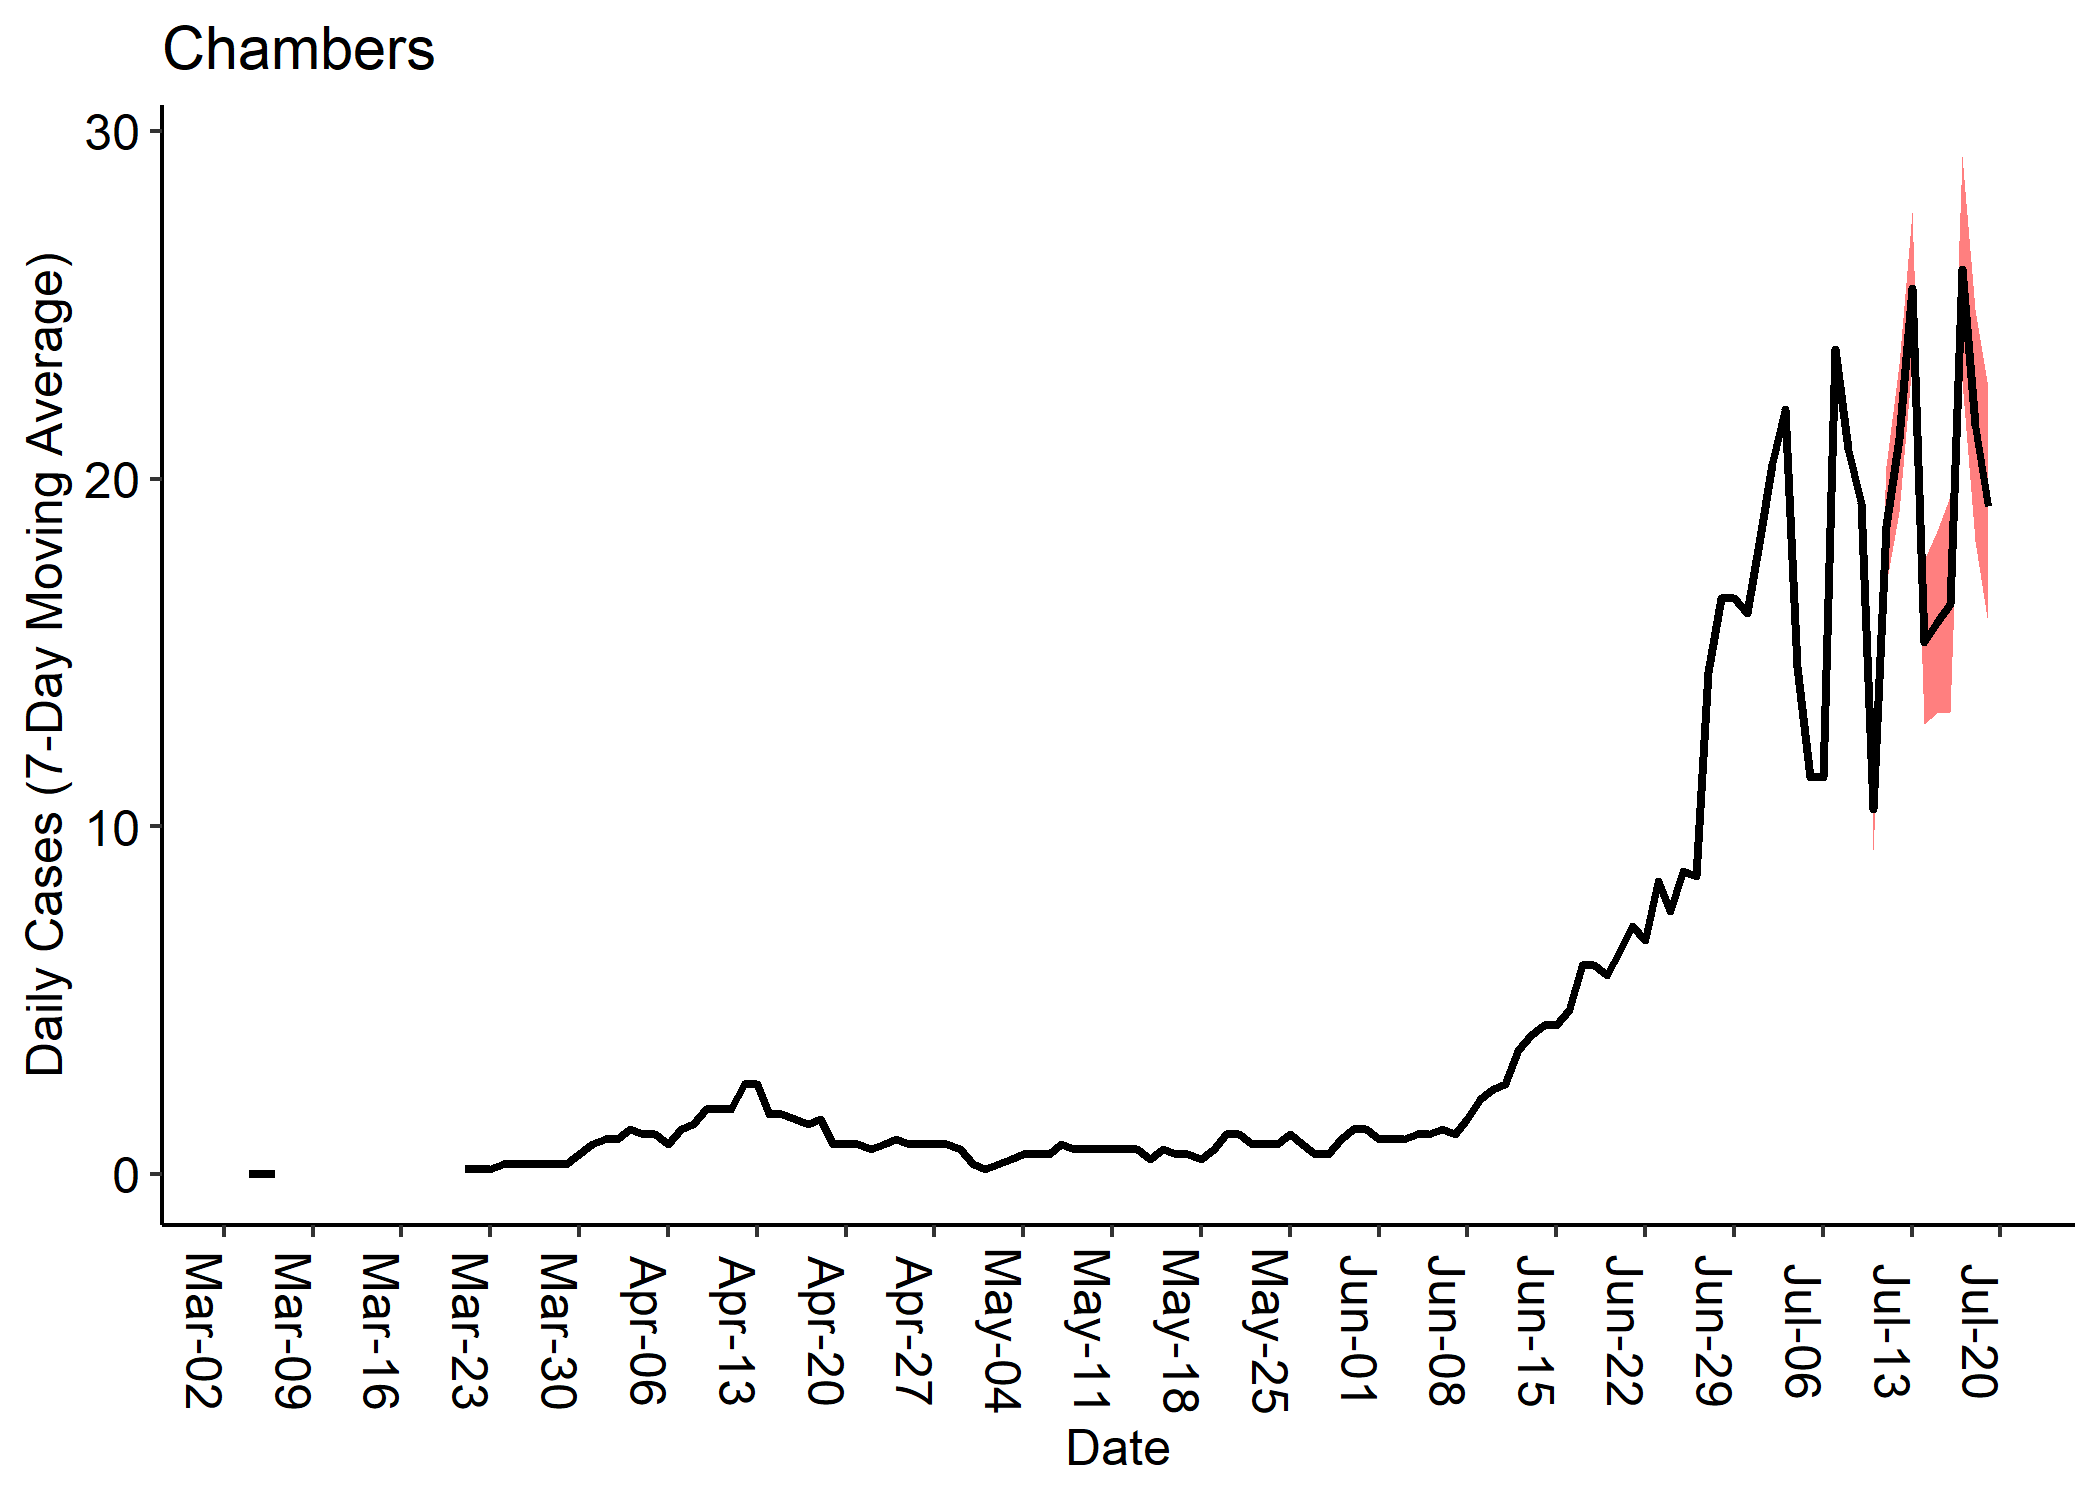 Chambers
Daily Cases (7-Day Moving Average)
30
20
10
0
Mar-02
Mar-09
Mar-16
Mar-23
Mar-30
Apr-06
Apr-13
Apr-20
Apr-27
May-04
May-11
May-18
May-25
Jun-01
Jun-08
Jun-15
Jun-22
Jun-29
Jul-06
Jul-13
Jul-20
Date